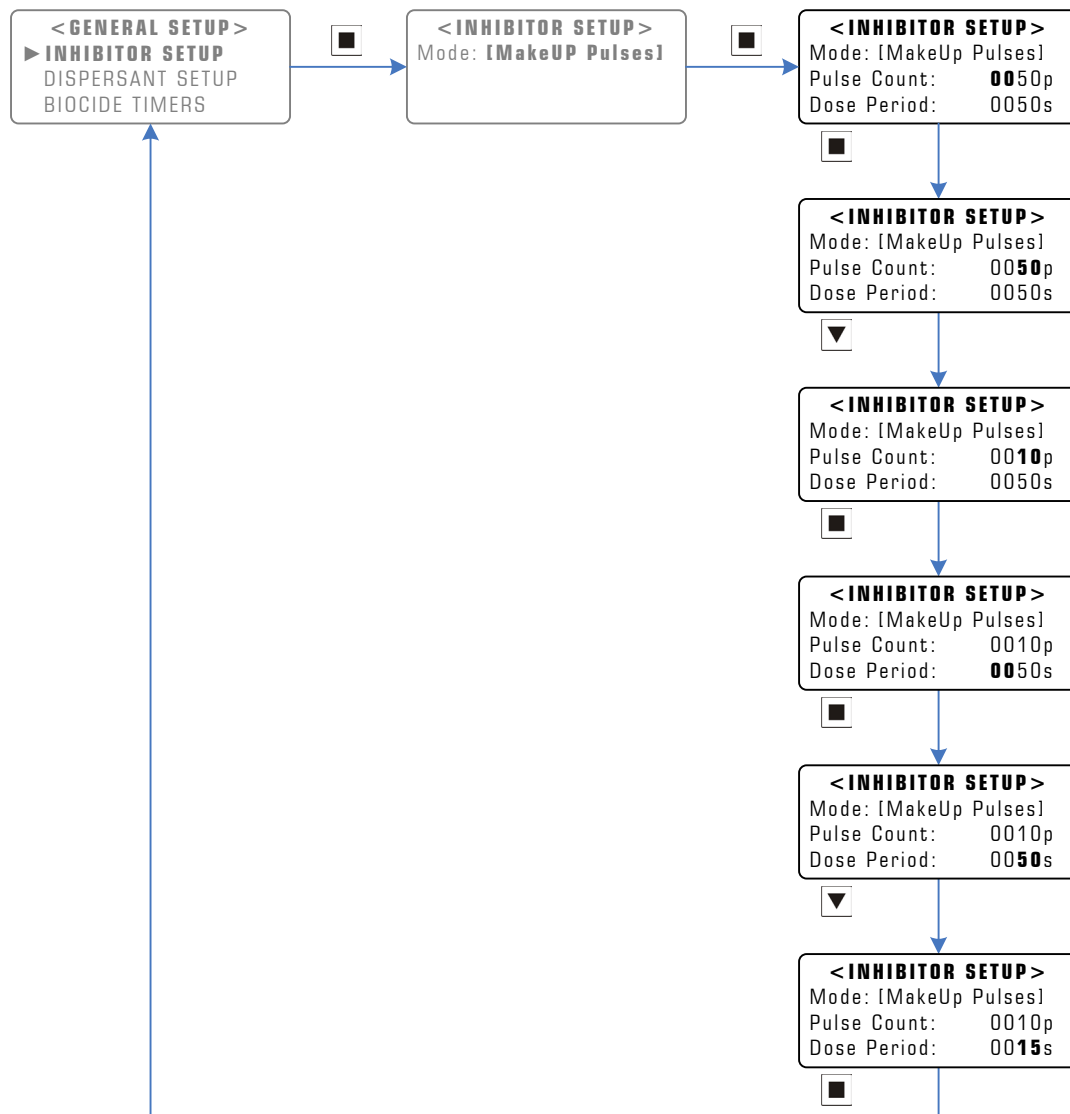 <GENERAL SETUP>
►INHIBITOR SETUP
DISPERSANT SETUP
BIOCIDE TIMERS
<INHIBITOR SETUP>
Mode: [MakeUP Pulses]
<INHIBITOR SETUP>
Mode: [MakeUp Pulses]
Pulse Count: 0050p
Dose Period: 0050s
<INHIBITOR SETUP>
Mode: [MakeUp Pulses]
Pulse Count: 0050p
Dose Period: 0050s
<INHIBITOR SETUP>
Mode: [MakeUp Pulses]
Pulse Count: 0010p
Dose Period: 0050s
<INHIBITOR SETUP>
Mode: [MakeUp Pulses]
Pulse Count: 0010p
Dose Period: 0050s
<INHIBITOR SETUP>
Mode: [MakeUp Pulses]
Pulse Count: 0010p
Dose Period: 0050s
<INHIBITOR SETUP>
Mode: [MakeUp Pulses]
Pulse Count: 0010p
Dose Period: 0015s